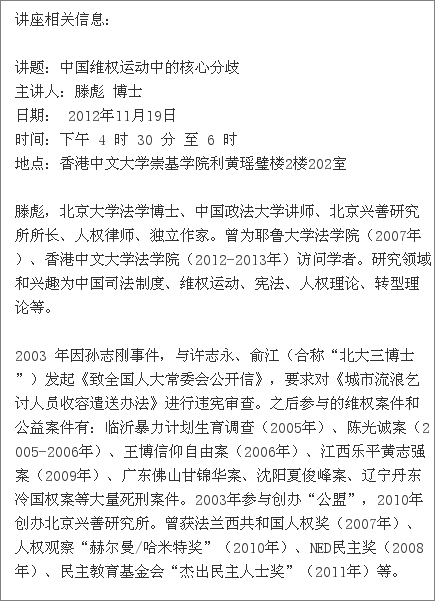 讲座相关信息：
讲题：中国维权运动中的核心分歧
主讲人：滕彪 博士
日期： 2012年11月19日
时间：下午 4 时 30 分 至 6 时
地点：香港中文大学崇基学院利黄瑶璧楼2楼202室
滕彪，北京大学法学博士、中国政法大学讲师、北京兴善研究
所所长、人权律师、独立作家。曾为耶鲁大学法学院（2007年
）、香港中文大学法学院（2012-2013年）访问学者。研究领域
和兴趣为中国司法制度、维权运动、宪法、人权理论、转型理
论等。
2003 年因孙志刚事件，与许志永、俞江（合称“北大三博士
”）发起《致全国人大常委会公开信》，要求对《城市流浪乞
讨人员收容遣送办法》进行违宪审查。之后参与的维权案件和
公益案件有：临沂暴力计划生育调查（2005年）、陈光诚案（2
005-2006年）、王博信仰自由案（2006年）、江西乐平黄志强
案（2009年）、广东佛山甘锦华案、沈阳夏俊峰案、辽宁丹东
冷国权案等大量死刑案件。2003年参与创办“公盟”，2010年
创办北京兴善研究所。曾获法兰西共和国人权奖（2007年）、
人权观察“赫尔曼/哈米特奖”（2010年）、NED民主奖（2008
年）、民主教育基金会“杰出民主人士奖”（2011年）等。